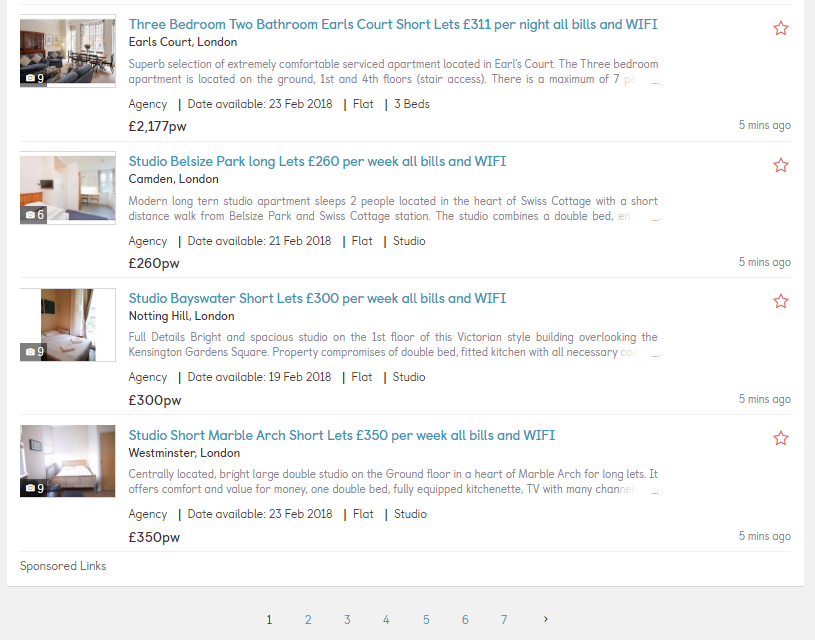 Three Bedroom Two Bathroom Earls Court Short Lets £311 per night all bills and WIFI
Earls Court, London
Superb selection of extremely comfortable serviced apartment located in Earl's Court. The Three bedroom
apartment is located on the ground, 1st and 4th floors (stair access). There is a maximum of 7 pe ...
9
Agency | Date available: 23 Feb 2018 | Flat | 3 Beds
£2,177pw
5 mins ago
Studio Belsize Park long Lets £260 per week all bills and WIFI
Camden, London
Modern long tern studio apartment sleeps 2 people located in the heart of Swiss Cottage with a short
distance walk from Belsize Park and Swiss Cottage station. The studio combines a double bed, en ...
6
Agency | Date available: 21 Feb 2018 | Flat | Studio
£260pw
5 mins ago
Studio Bayswater Short Lets £300 per week all bills and WIFI
Notting Hill, London
Full Details Bright and spacious studio on the 1st floor of this Victorian style building overlooking the
Kensington Gardens Square. Property compromises of double bed, fitted kitchen with all necessary co ...
9
Agency | Date available: 19 Feb 2018 | Flat | Studio
£300pw
5 mins ago
Studio Short Marble Arch Short Lets £350 per week all bills and WIFI
Westminster, London
Centrally located, bright large double studio on the Ground floor in a heart of Marble Arch for long lets. It
offers comfort and value for money, one double bed, fully equipped kitchenette, TV with many channel ...
9
Agency | Date available: 23 Feb 2018 | Flat | Studio
£350pw
5 mins ago
Sponsored Links
1 2 3 4 5 6 7 ›